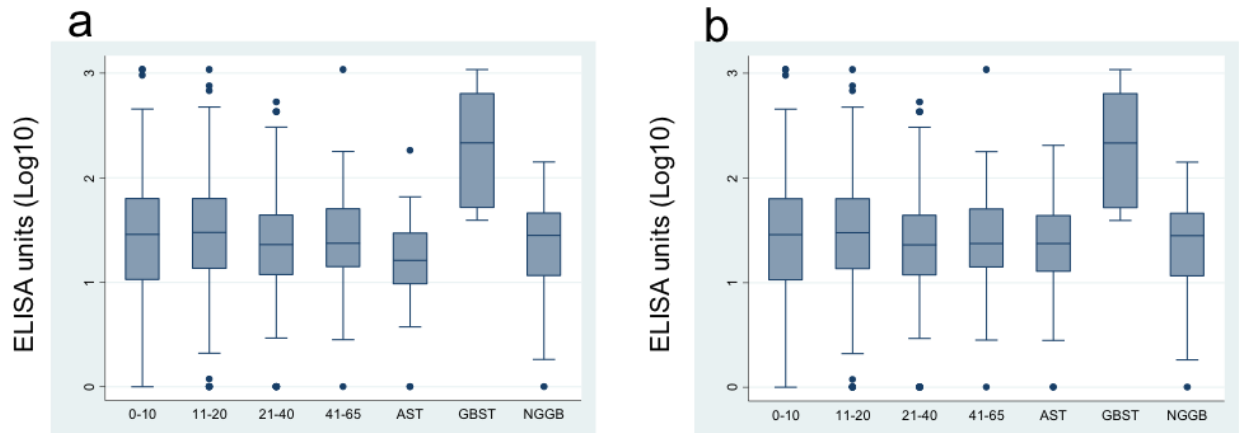 a
ELISA units (Log10)
3
2
1
0
0-10 11-20 21-40 41-65 AST GBST NGGB
b
ELISA units (Log10)
3
2
1
0
0-10 11-20 21-40 41-65 AST GBST NGGB